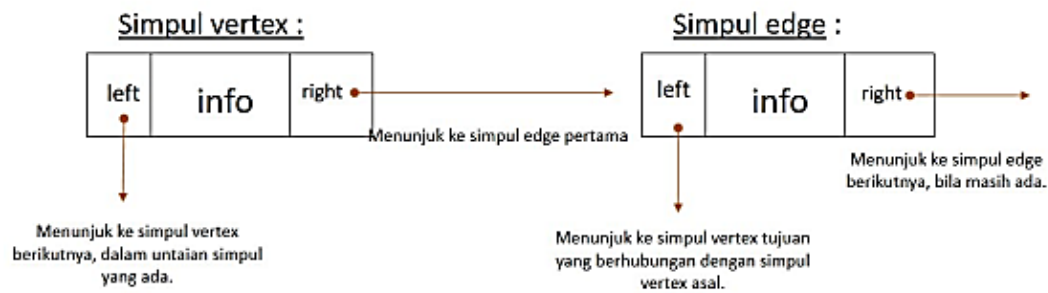 Simpul vertex :
left
info
right
Menunjuk ke simpul edge pertama
Menunjuk ke simpul vertex
berikutnya, dalam untaian simpul
yang ada.
Simpul edge :
left
info
right
Menunjuk ke simpul edge
berikutnya, bila masih ada.
Menunjuk ke simpul vertex tujuan
yang berhubungan dengan simpul
vertex asal.